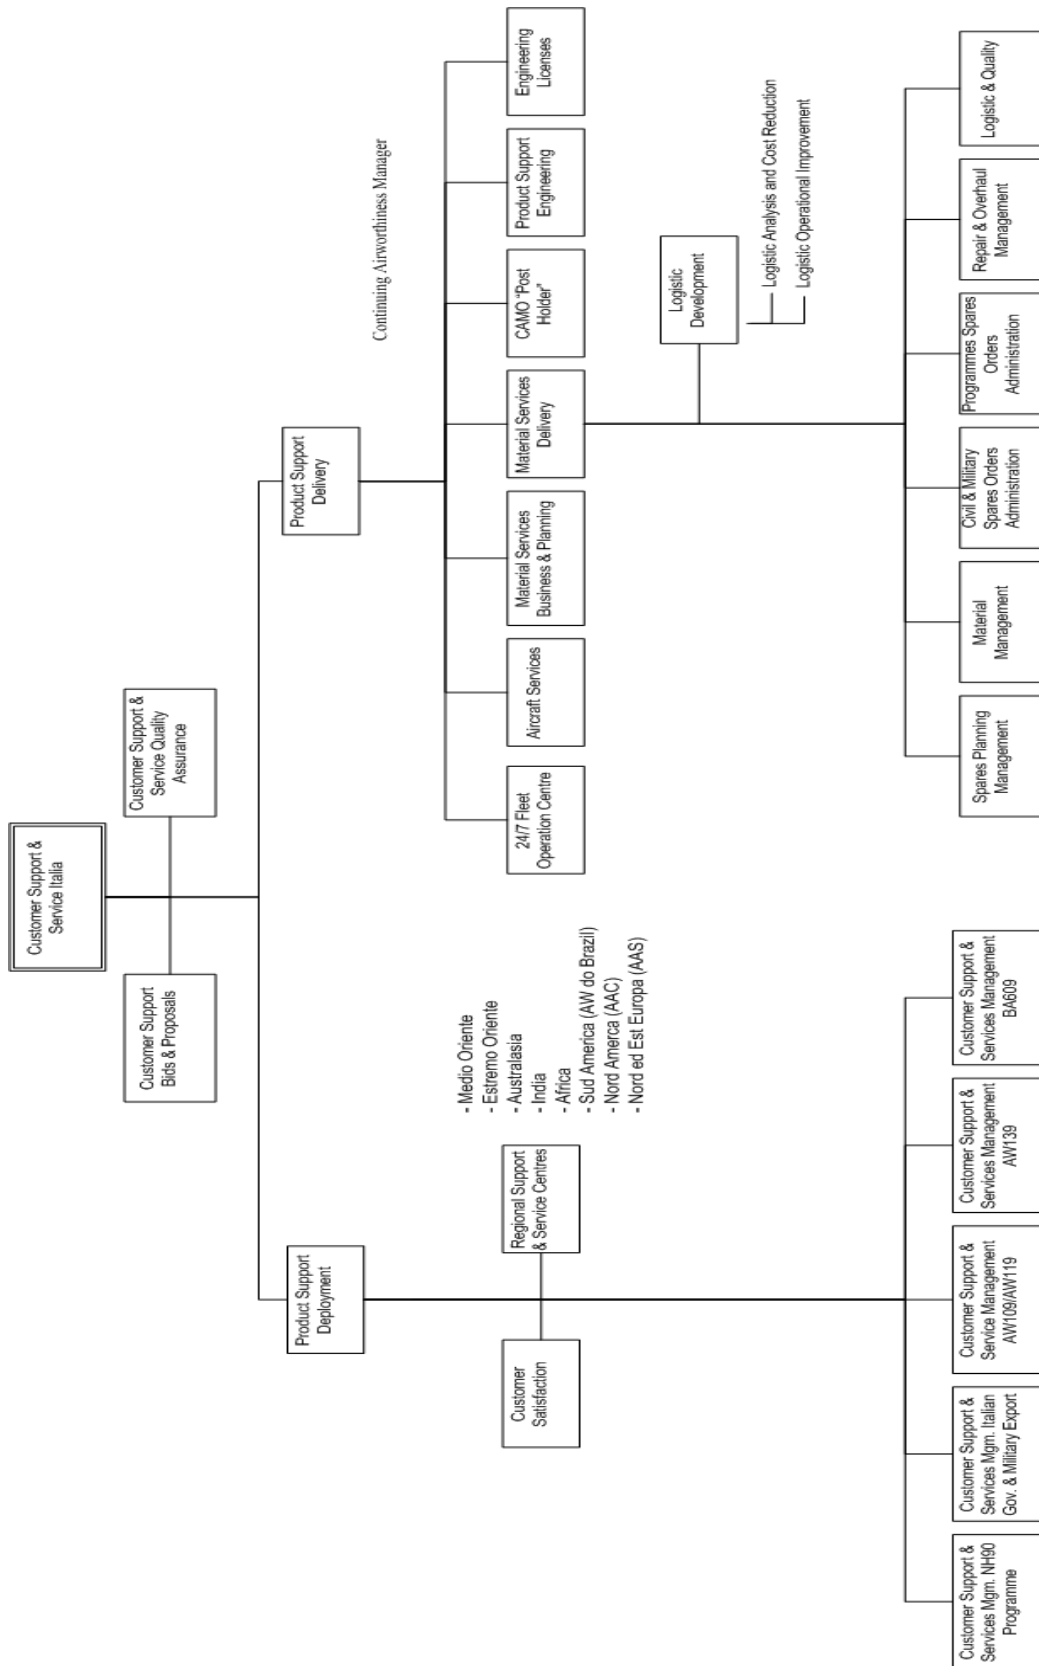 Customer Support &
Service Italia
Customer Support
Bids & Proposals
Customer Support &
Service Quality
Assurance
Product Support
Deployment
Product Support
Delivery
Customer
Satisfaction
Regional Support
& Service Centres
- Medio Oriente
- Estremo Oriente
- Australasia
- India
- Africa
- Sud America (AW do Brazil)
- Nord Amerca (AAC)
- Nord ed Est Europa (AAS)
Continuing Airworthiness Manager
24/7 Fleet
Operation Centre
Aircraft Services
Material Services
Business & Planning
Material Services
Delivery
CAMO "Post
Holder"
Product Support
Engineering
Engineering
Licenses
Logistic
Development
Logistic Analysis and Cost Reduction
Logistic Operational Improvement
Customer Support &
Services Mgm. NH90
Programme
Customer Support &
Services Mgm. Italian
Gov. & Military Export
Customer Support &
Service Management
AW109/AW119
Customer Support &
Services Management
AW139
Customer Support &
Services Management
BA609
Spares Planning
Management
Material
Management
Civil & Military
Spares Orders
Administration
Programmes Spares
Orders
Administration
Repair & Overhaul
Management
Logistic & Quality